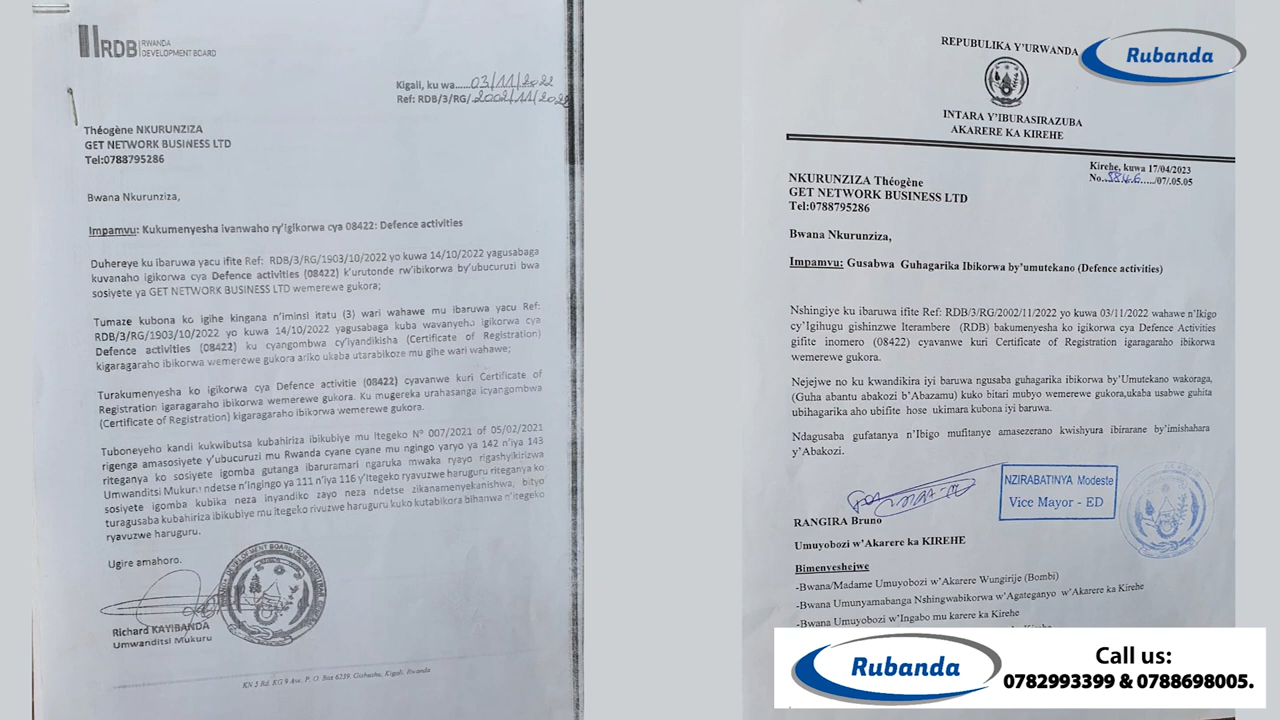 RDB RWANDA
DEVELOPMENT BOARD
Kigali, ku wa.....03/11/2022
Ref: RDB/3/RG/.2002/11/2022
Théogène NKURUNZIZA
GET NETWORK BUSINESS LTD
Tel:0788795286
Bwana Nkurunziza,
Impamvu: Kukumenyesha ivanwaho ry'igikorwa cya 08422: Defence activities
Duhereye ku ibaruwa yacu ifite Ref: RDB/3/RG/1903/10/2022 yo kuwa 14/10/2022 yagusabaga
kuvanaho igikorwa cya Defence activities (08422) k'urutonde rw'ibikorwa by'ubucuruzi bwa
sosiyete ya GET NETWORK BUSINESS LTD wemerewe gukora;
Tumaze kubona ko igihe kingana n'iminsi itatu (3) wari wahawe mu ibaruwa yacu Ref:
RDB/3/RG/1903/10/2022 yo kuwa 14/10/2022 yagusabaga kuba wavanyeho igikorwa cya
Defence activities (08422) ku cyangombwa cy'iyandikisha (Certificate of Registration)
kigaragaraho ibikorwa wemerewe gukora ariko ukaba utarabikoze mu gihe wari wahawe;
Turakumenyesha ko igikorwa cya Defence activitie (08422) cyavanwe kuri Certificate of
Registration igaragaraho ibikorwa wemerewe gukora. Ku mugereka urahasanga icyangombwa
(Certificate of Registration) kigaragaraho ibikorwa wemerewe gukora.
Tuboneyeho kandi kukwibutsa kubahiriza ibikubiye mu Itegeko N° 007/2021 of 05/02/2021
rigenga amasosiyete y'ubucuruzi mu Rwanda cyane cyane mu ngingo yaryo ya 142 n'iya 143
riteganya ko sosiyete igomba gutanga ibaruramari ngaruka mwaka ryayo rigashyikirizwa
Umwanditsi Mukuru ndetse n'ingingo ya 111 n'iya 116 y'Itegeko ryavuzwe haruguru riteganya ko
sosiyete igomba kubika neza inyandiko zayo neza ndetse zikanamenyekanishwa, bityo
turagusaba kubahiriza ibikubiye mu itegeko rivuzwe haruguru kuko kutabikora bihanwa n'itegeko
ryavuzwe haruguru.
Ugire amahoro.
Richard KAYIBANDA
Umwanditsi Mukuru
KN 5 Rd, KG 9 Ave, P. O. Box 6239, Gishushu, Kigali, Rwanda
REPUBULIKA Y'URWANDA
Rubanda
INTARA Y'IBURASIRAZUBA
AKARERE KA KIREHE
Kirehe, kuwa 17/04/2023
No..5846...../07/.05.05
NKURUNZIZA Théogène
GET NETWORK BUSINESS LTD
Tel:0788795286
Bwana Nkurunziza,
Impamvu: Gusabwa Guhagarika Ibikorwa by'umutekano (Defence activities)
Nshingiye ku ibaruwa ifite Ref: RDB/3/RG/2002/11/2022 yo kuwa 03/11/2022 wahawe n'Ikigo
cy'Igihugu gishinzwe Iterambere (RDB) bakumenyesha ko igikorwa cya Defence Activities
gifite inomero (08422) cyavanwe kuri Certificate of Registration igaragaraho ibikorwa
wemerewe gukora.
Nejejwe no ku kwandikira iyi baruwa ngusaba guhagarika ibikorwa by'Umutekano wakoraga,
(Guha abantu abakozi b'Abazamu) kuko bitari mubyo wemerewe gukora,ukaba usabwe guhita
ubihagarika aho ubifite hose ukimara kubona iyi baruwa.
Ndagusaba gufatanya n'Ibigo mufitanye amasezerano kwishyura ibirarane by'imishahara
y'Abakozi.
NZIRABATINYA Modeste
Vice Mayor - ED
RANGIRA Bruno
Umuyobozi w'Akarere ka KIREHE
Bimenyeshejwe
-Bwana/Madame Umuyobozi w'Akarere Wungirije (Bombi)
-Bwana Umunyamabanga Nshingwabikorwa w'Agateganyo w'Akarere ka Kirehe
-Bwana Umuyobozi w'Ingabo mu karere ka Kirehe
Rubanda
Call us:
0782993399 & 0788698005.